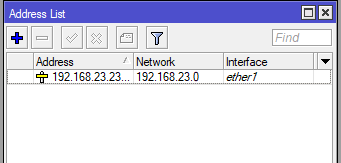 Address List
Find
Address Network Interface
192.168.23.23... 192.168.23.0 ether1